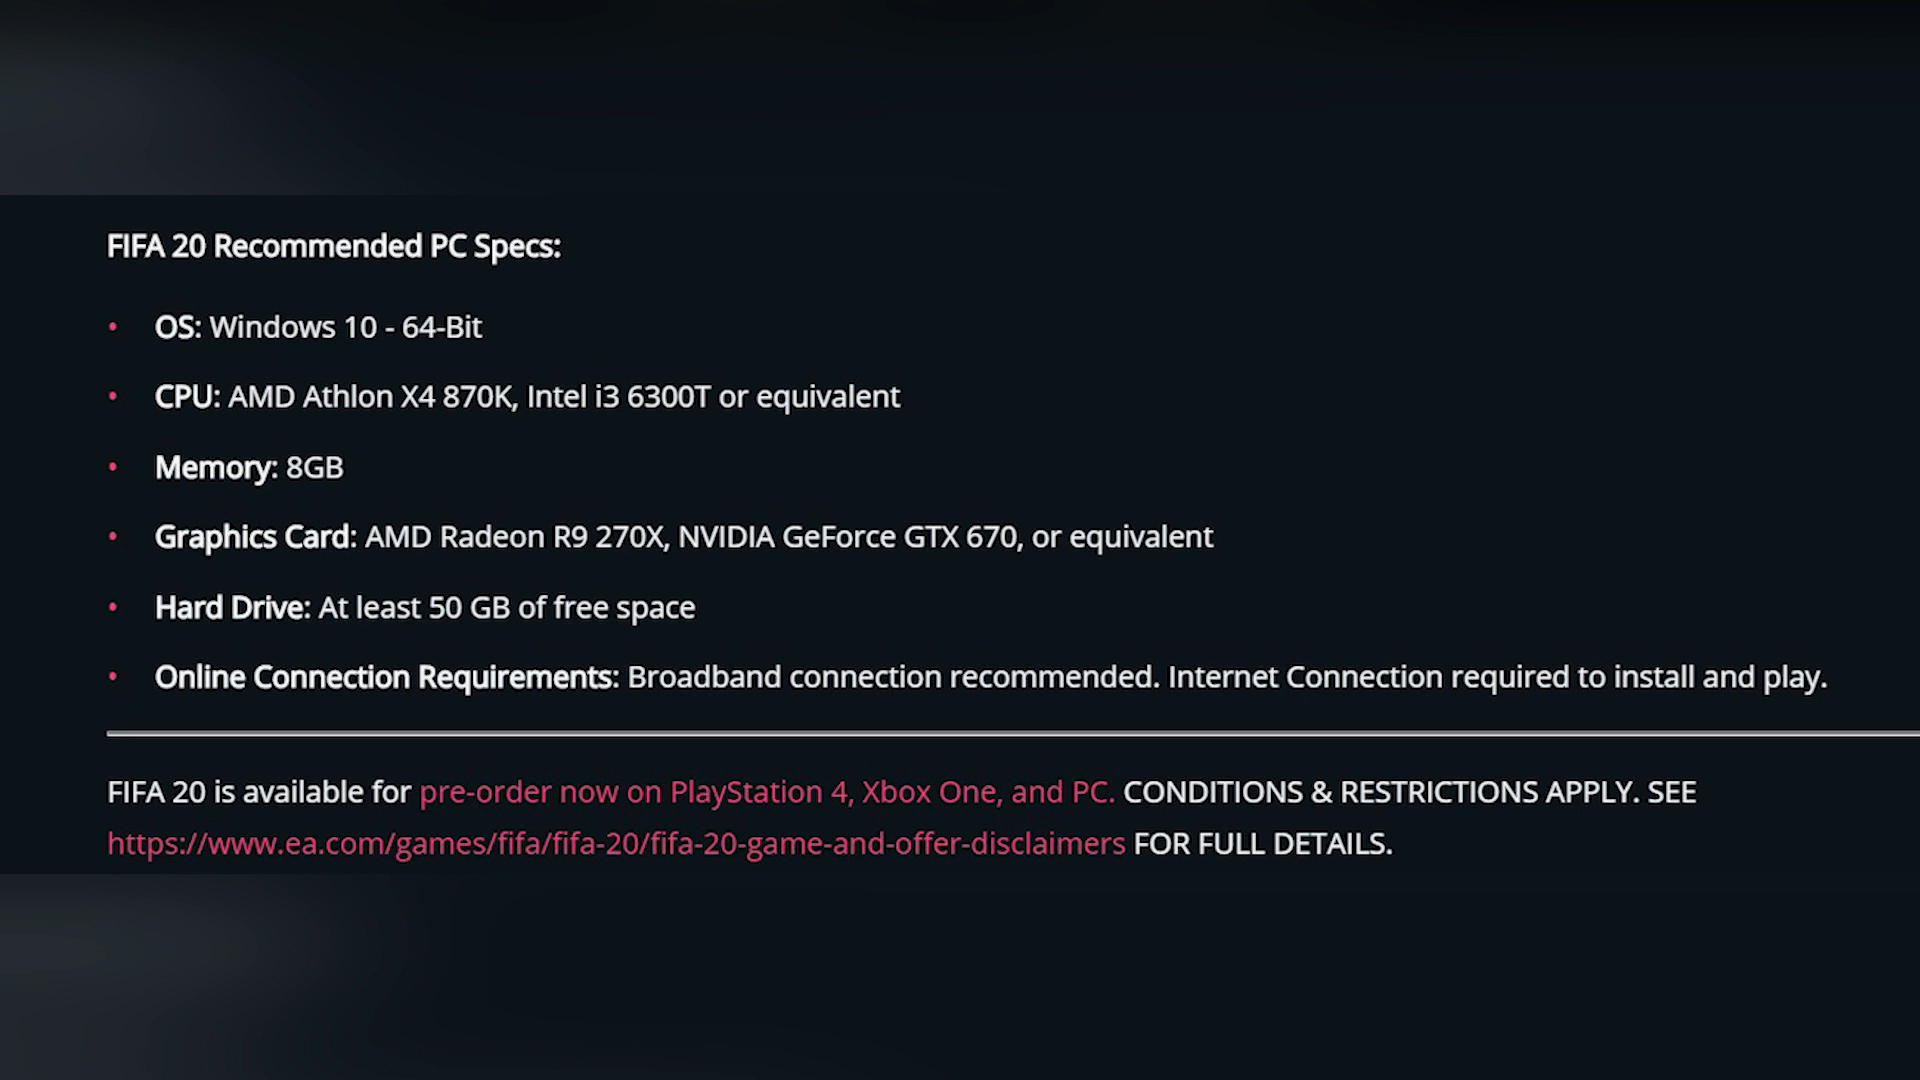 FIFA 20 Recommended PC Specs:
• OS: Windows 10 - 64-Bit
• CPU: AMD Athlon X4 870K, Intel i3 6300T or equivalent
• Memory: 8GB
• Graphics Card: AMD Radeon R9 270X, NVIDIA GeForce GTX 670, or equivalent
• Hard Drive: At least 50 GB of free space
• Online Connection Requirements: Broadband connection recommended. Internet Connection required to install and play.
FIFA 20 is available for pre-order now on PlayStation 4, Xbox One, and PC. CONDITIONS & RESTRICTIONS APPLY. SEE
https://www.ea.com/games/fifa/fifa-20/fifa-20-game-and-offer-disclaimers FOR FULL DETAILS.